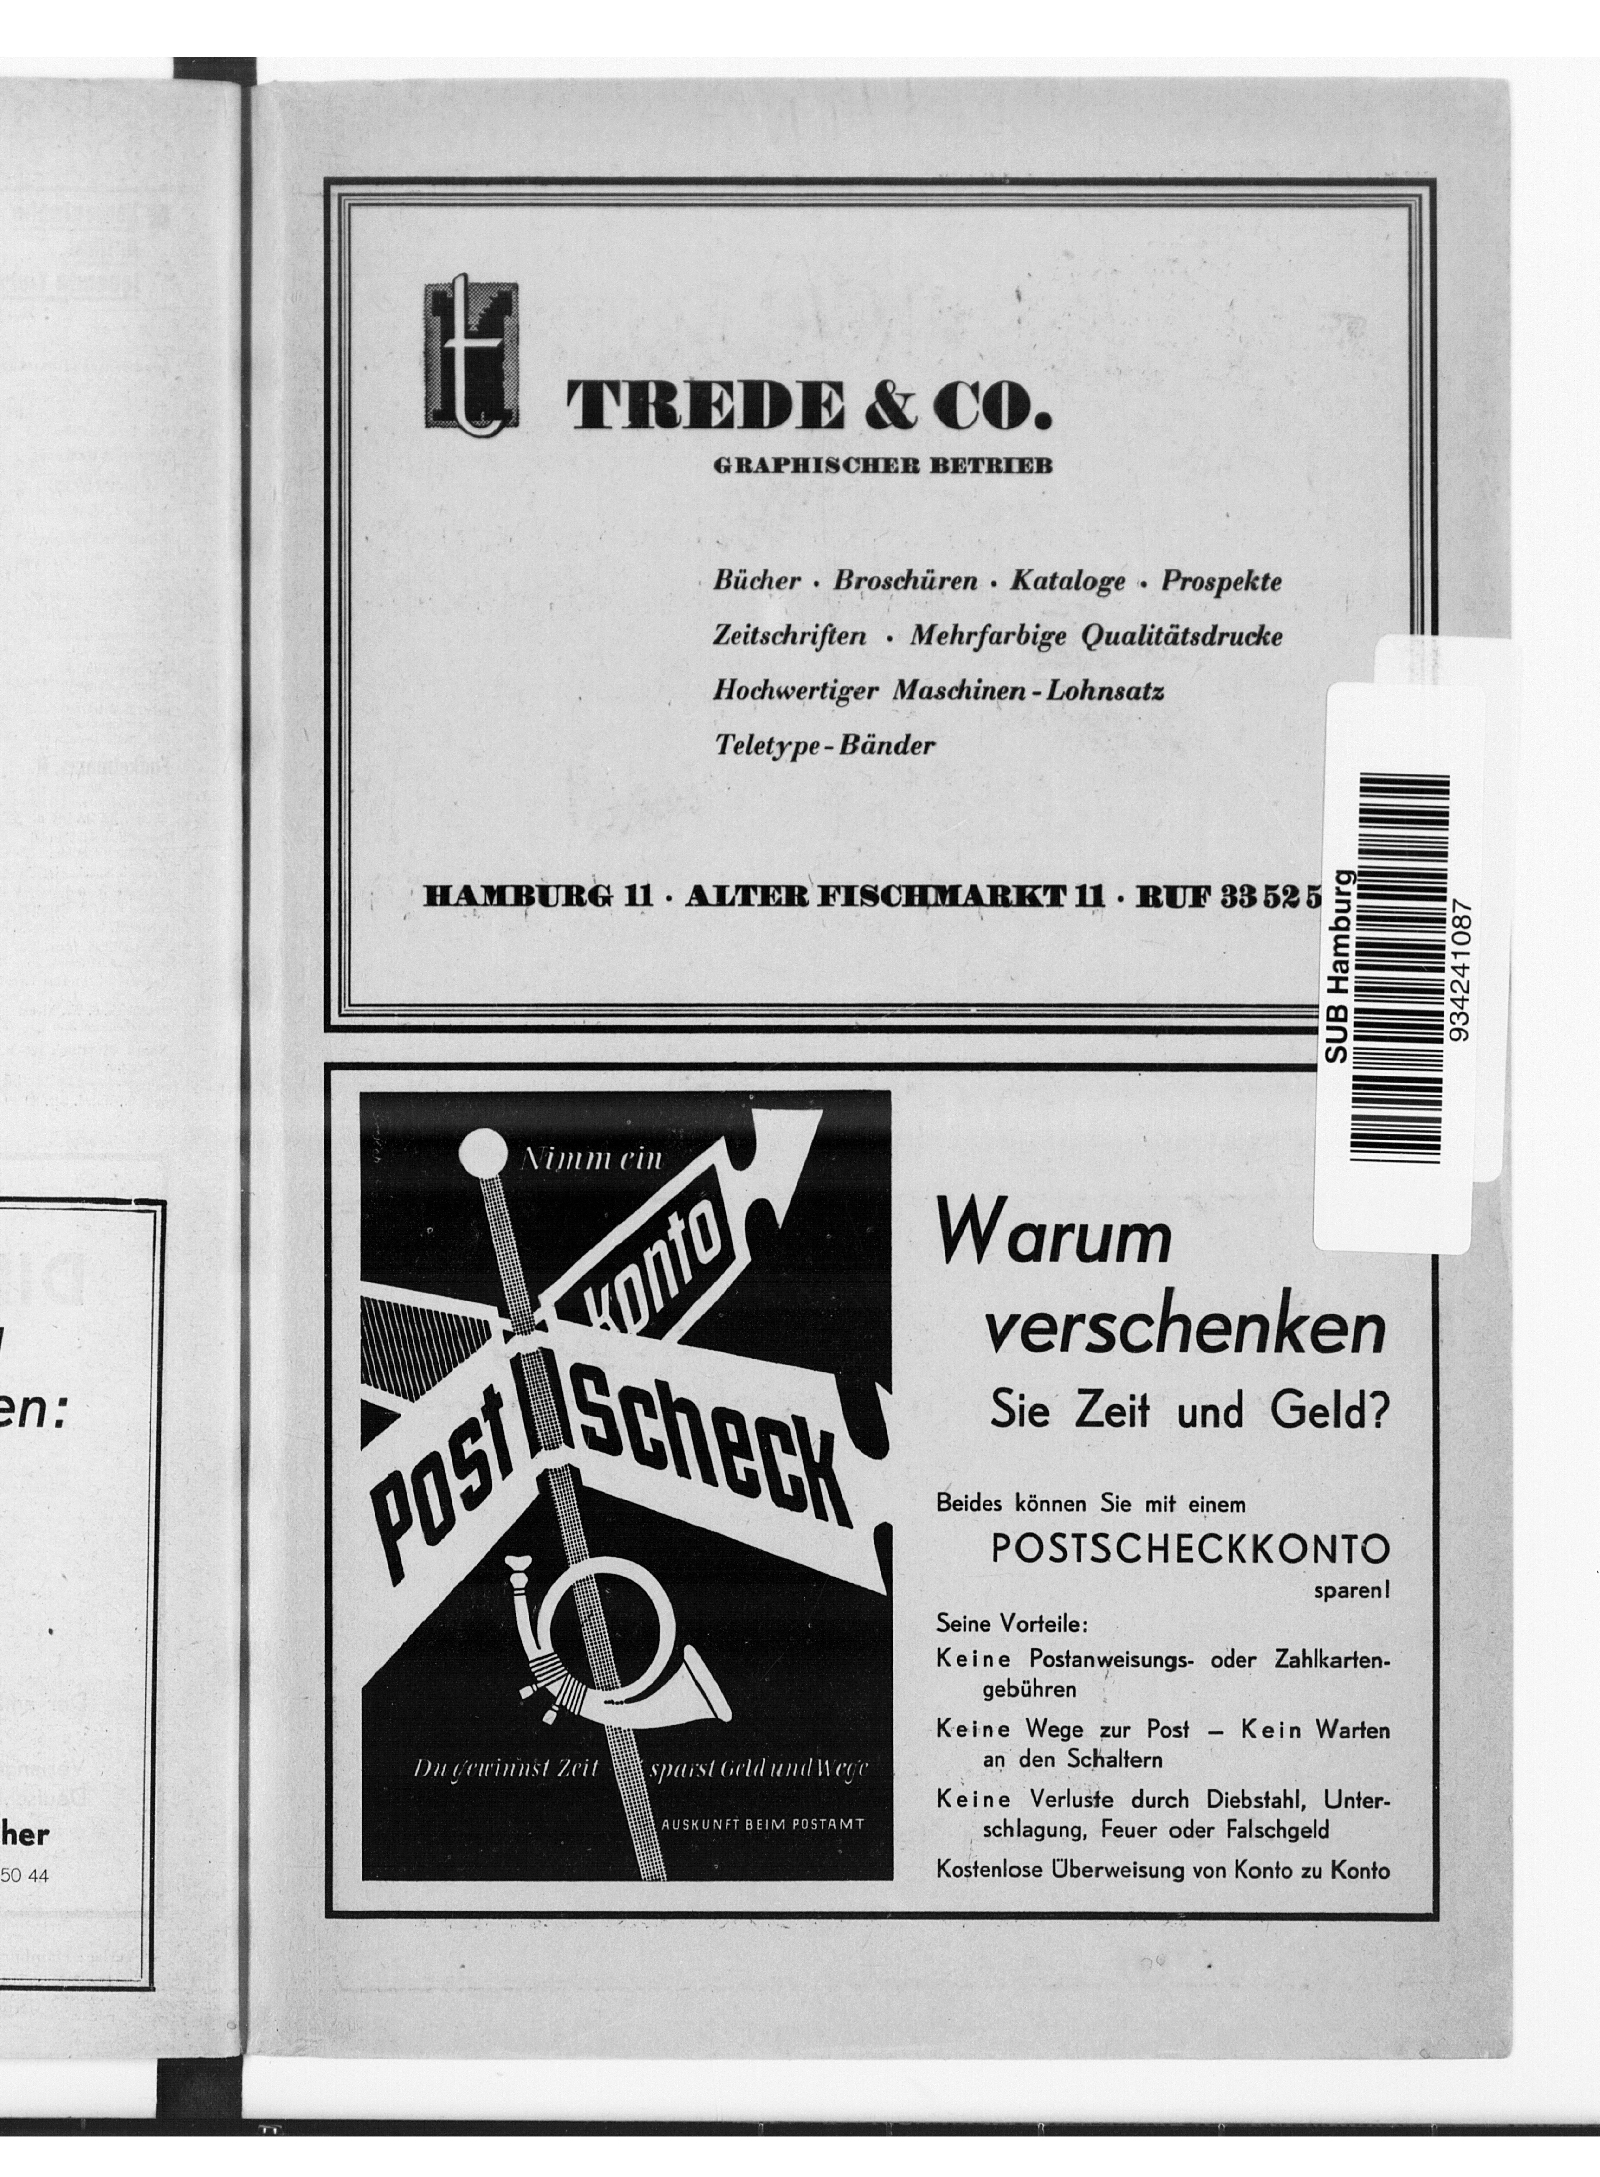 en:
her
50 44
t
TREDE & CO.
GRAPHISCHER BETRIEB
Bücher · Broschüren · Kataloge · Prospekte
Zeitschriften · Mehrfarbige Qualitätsdrucke
Hochwertiger Maschinen-Lohnsatz
Teletype-Bänder
HAMBURG 11 · ALTER FISCHMARKT 11 · RUF 33 52 5
SUB Hamburg
934241087
Nimm ein
Konto
Post Scheck
Du gewinnst Zeit sparst Geld und Wege
AUSKUNFT BEIM POSTAMT
Warum
verschenken
Sie Zeit und Geld?
Beides können Sie mit einem
POSTSCHECKKONTO
sparen!
Seine Vorteile:
Keine Postanweisungs- oder Zahlkarten-
gebühren
Keine Wege zur Post – Kein Warten
an den Schaltern
Keine Verluste durch Diebstahl, Unter-
schlagung, Feuer oder Falschgeld
Kostenlose Überweisung von Konto zu Konto